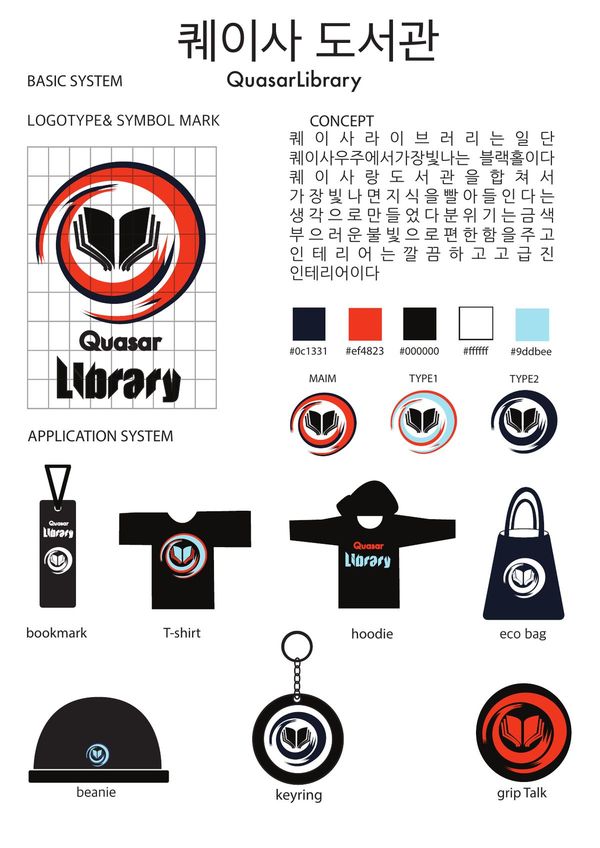 퀘이사 도서관
BASIC SYSTEM
QuasarLibrary
LOGOTYPE& SYMBOL MARK
CONCEPT
퀘 이 사 라 이 브 러 리 는 일 단
퀘이사우주에서가장빛나는 블랙홀이다
퀘 이 사 랑 도 서 관 을 합 쳐 서
가장빛나면지식을빨아들인다는
생각으로만들었다분위기는금색
부으러운불빛으로편한함을주고
인 테 리 어 는 깔 끔 하 고 고 급 진
인테리어이다
Quasar
Library
#0c1331 #ef4823 #000000 #ffffff #9ddbee
MAIM TYPE1 TYPE2
APPLICATION SYSTEM
Quasar
Library
Quasar
Library
bookmark T-shirt hoodie eco bag
beanie keyring grip Talk